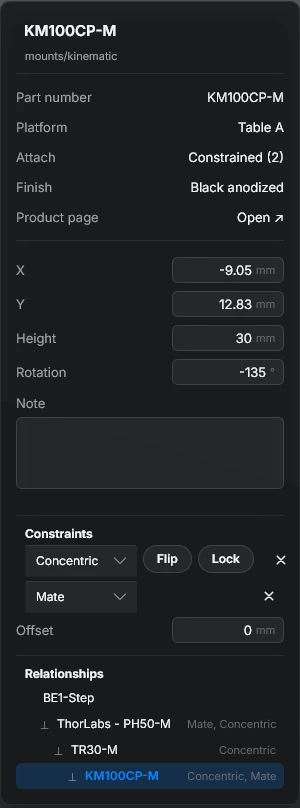 KM100CP-M
mounts/kinematic
Part number KM100CP-M
Platform Table A
Attach Constrained (2)
Finish Black anodized
Product page Open ↗
X -9.05 mm
Y 12.83 mm
Height 30 mm
Rotation -135 °
Note
Constraints
Concentric Flip Lock ×
Mate ×
Offset 0 mm
Relationships
BE1-Step
⊥ ThorLabs - PH50-M Mate, Concentric
⊥ TR30-M Concentric
⊥ KM100CP-M Concentric, Mate